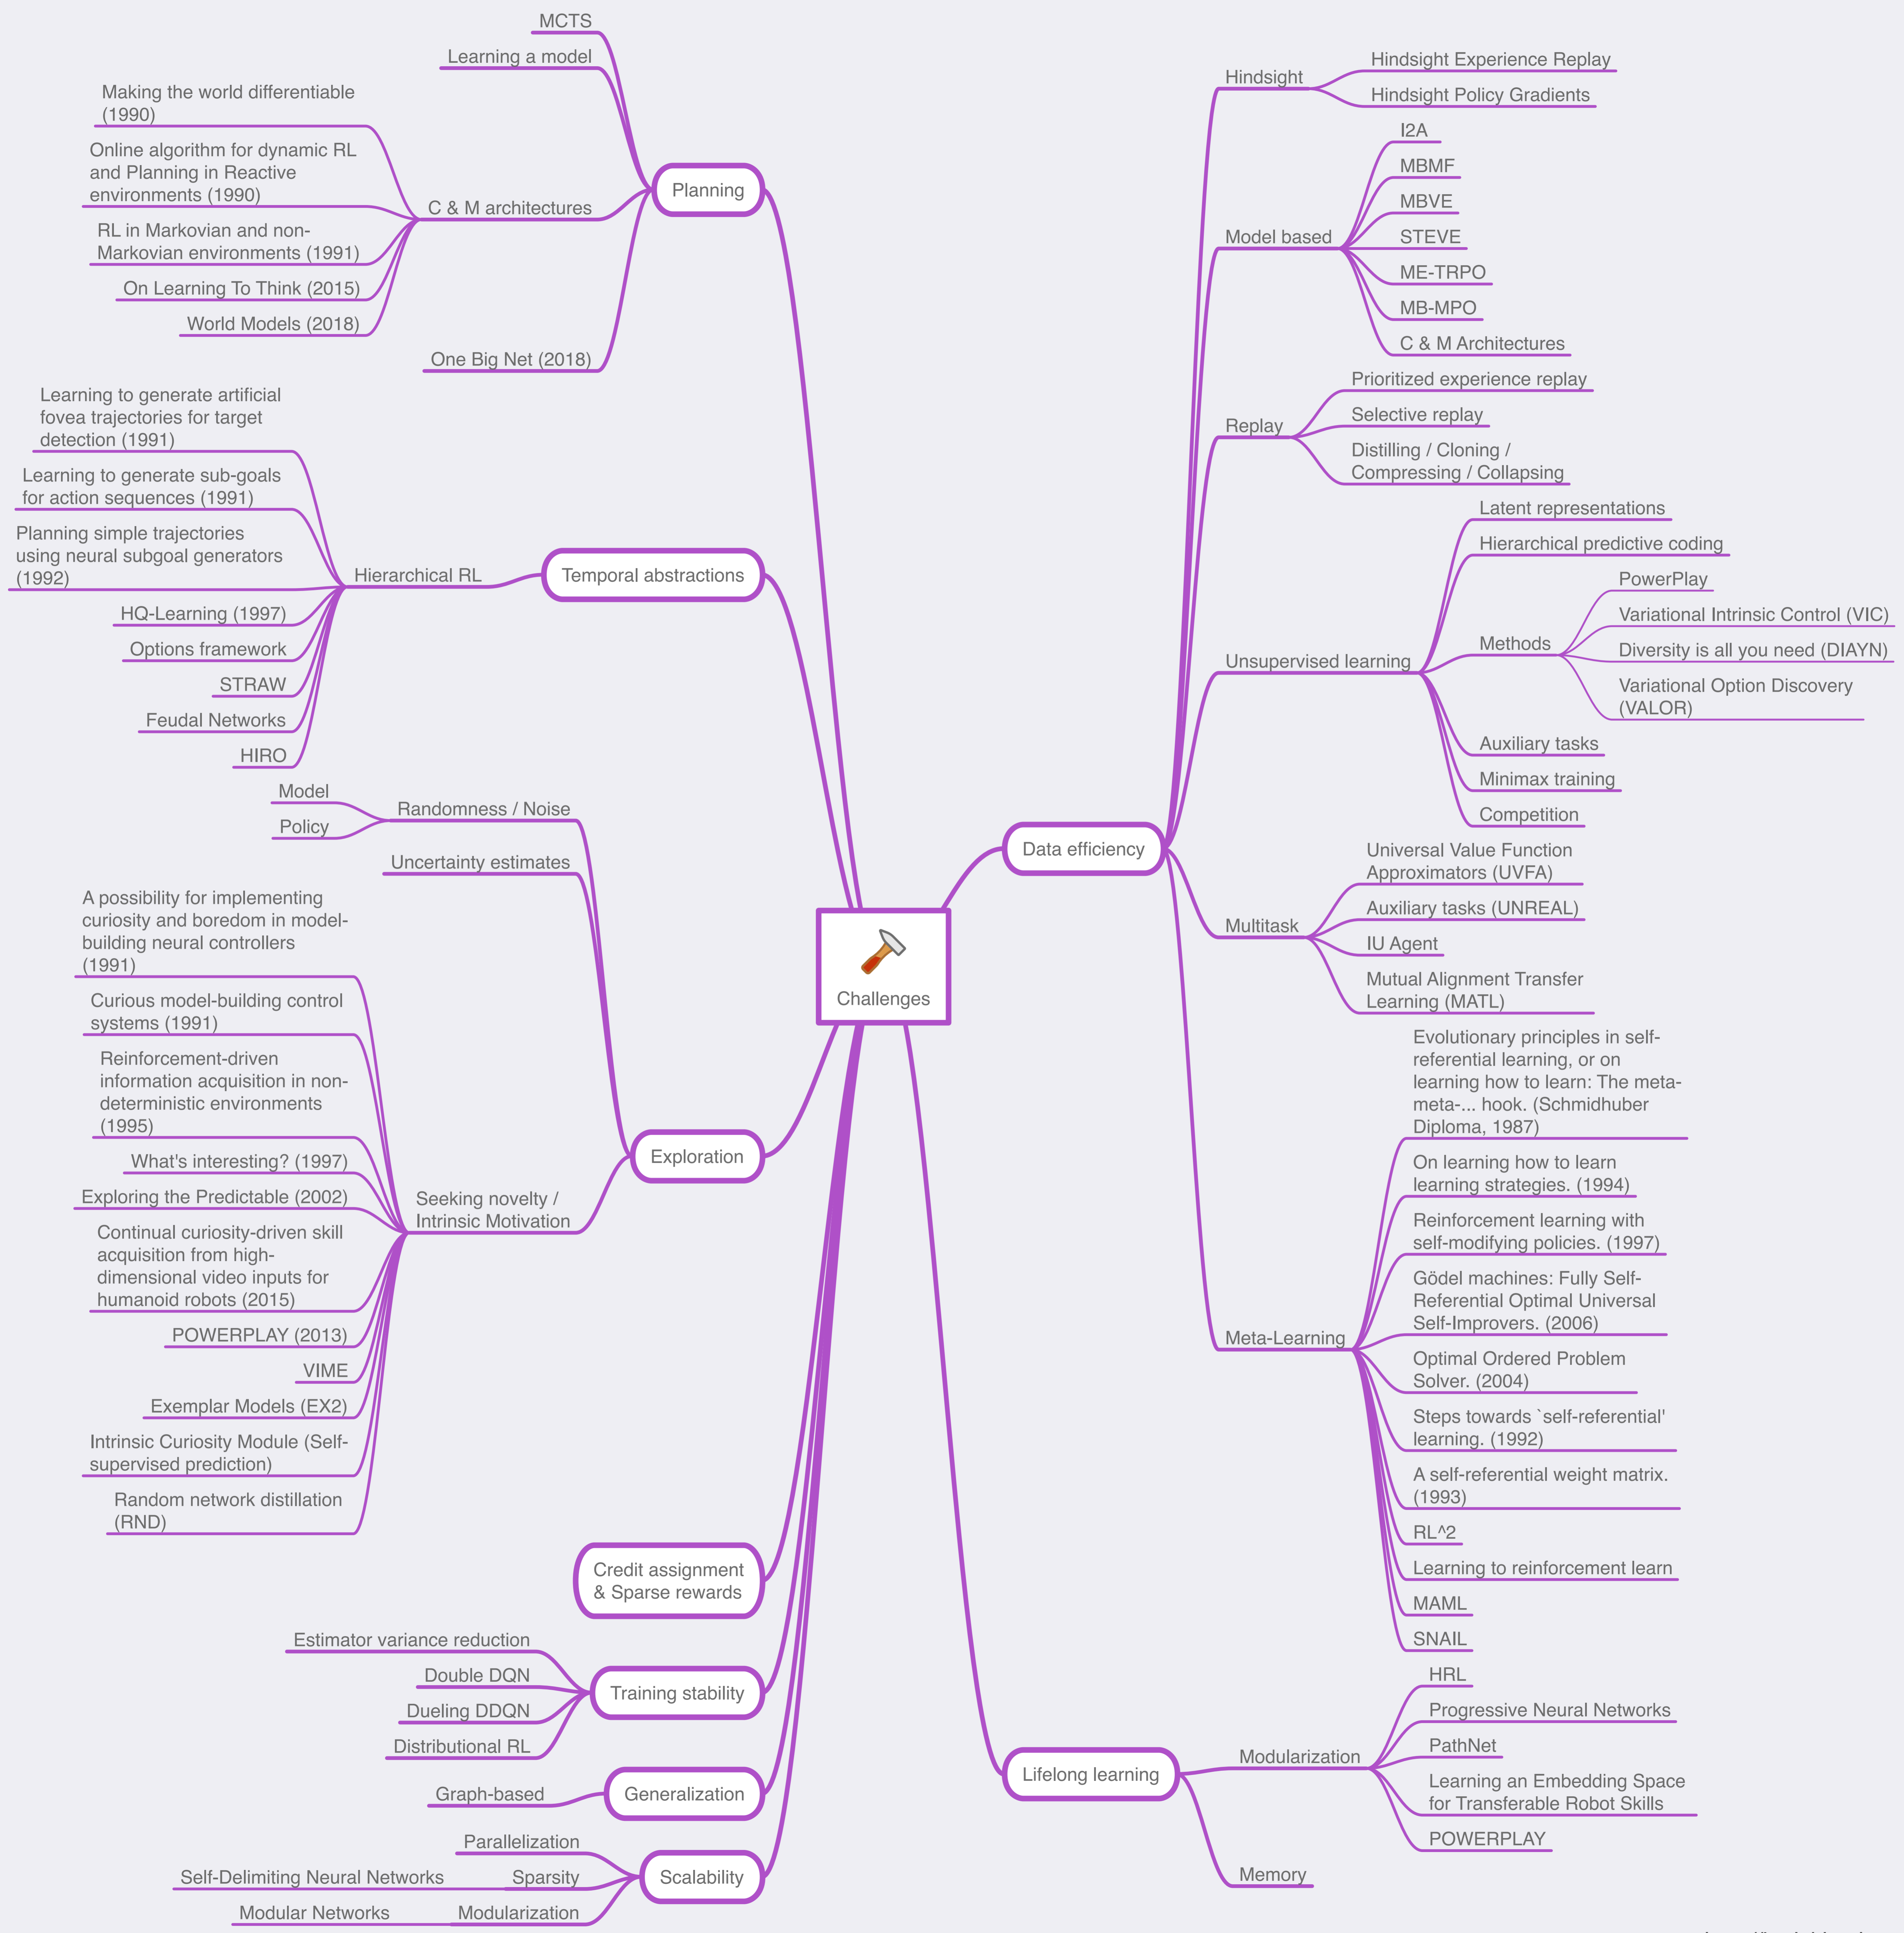 MCTS
Learning a model
Making the world differentiable
(1990)
Online algorithm for dynamic RL
and Planning in Reactive
environments (1990)
RL in Markovian and non-
Markovian environments (1991)
On Learning To Think (2015)
World Models (2018)
C & M architectures
One Big Net (2018)
Planning
Learning to generate artificial
fovea trajectories for target
detection (1991)
Learning to generate sub-goals
for action sequences (1991)
Planning simple trajectories
using neural subgoal generators
(1992)
HQ-Learning (1997)
Options framework
STRAW
Feudal Networks
HIRO
Hierarchical RL
Temporal abstractions
Model
Policy
Randomness / Noise
Uncertainty estimates
A possibility for implementing
curiosity and boredom in model-
building neural controllers
(1991)
Curious model-building control
systems (1991)
Reinforcement-driven
information acquisition in non-
deterministic environments
(1995)
What's interesting? (1997)
Exploring the Predictable (2002)
Continual curiosity-driven skill
acquisition from high-
dimensional video inputs for
humanoid robots (2015)
POWERPLAY (2013)
VIME
Exemplar Models (EX2)
Intrinsic Curiosity Module (Self-
supervised prediction)
Random network distillation
(RND)
Seeking novelty /
Intrinsic Motivation
Exploration
Credit assignment
& Sparse rewards
Estimator variance reduction
Double DQN
Dueling DDQN
Distributional RL
Training stability
Graph-based
Generalization
Parallelization
Self-Delimiting Neural Networks
Sparsity
Modular Networks
Modularization
Scalability
Challenges
Data efficiency
Hindsight
Hindsight Experience Replay
Hindsight Policy Gradients
Model based
I2A
MBMF
MBVE
STEVE
ME-TRPO
MB-MPO
C & M Architectures
Replay
Prioritized experience replay
Selective replay
Distilling / Cloning /
Compressing / Collapsing
Unsupervised learning
Latent representations
Hierarchical predictive coding
Methods
PowerPlay
Variational Intrinsic Control (VIC)
Diversity is all you need (DIAYN)
Variational Option Discovery
(VALOR)
Auxiliary tasks
Minimax training
Competition
Multitask
Universal Value Function
Approximators (UVFA)
Auxiliary tasks (UNREAL)
IU Agent
Mutual Alignment Transfer
Learning (MATL)
Meta-Learning
Evolutionary principles in self-
referential learning, or on
learning how to learn: The meta-
meta-... hook. (Schmidhuber
Diploma, 1987)
On learning how to learn
learning strategies. (1994)
Reinforcement learning with
self-modifying policies. (1997)
Gödel machines: Fully Self-
Referential Optimal Universal
Self-Improvers. (2006)
Optimal Ordered Problem
Solver. (2004)
Steps towards `self-referential'
learning. (1992)
A self-referential weight matrix.
(1993)
RL^2
Learning to reinforcement learn
MAML
SNAIL
Lifelong learning
Modularization
HRL
Progressive Neural Networks
PathNet
Learning an Embedding Space
for Transferable Robot Skills
POWERPLAY
Memory